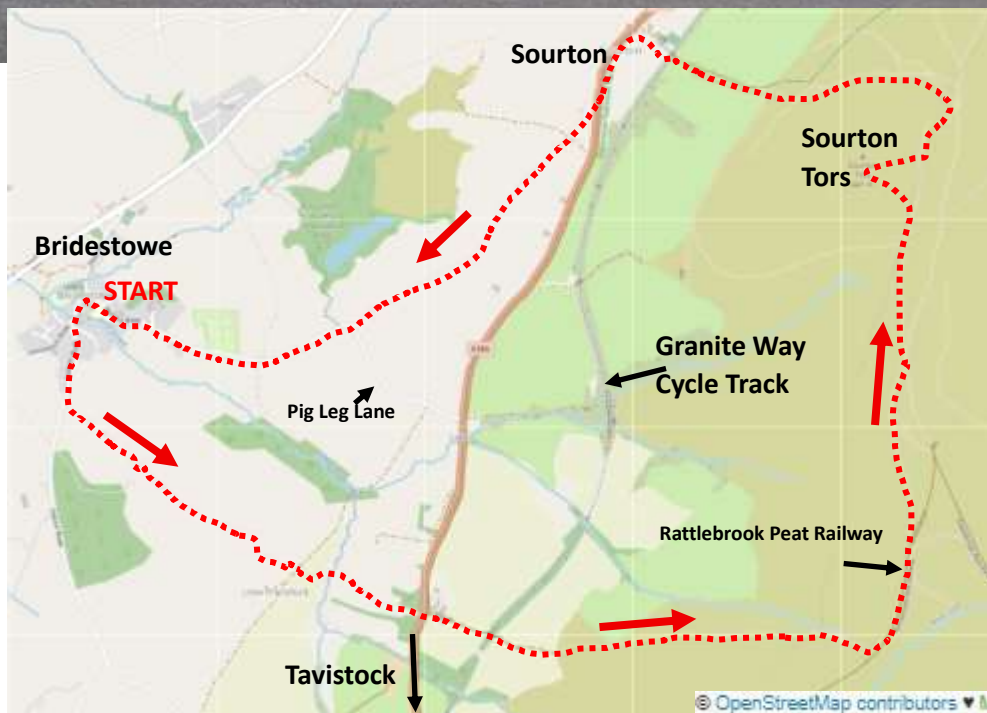 Sourton
Sourton
Tors
Bridestowe
START
Granite Way
Cycle Track
Pig Leg Lane
Rattlebrook Peat Railway
Tavistock
© OpenStreetMap contributors ♥